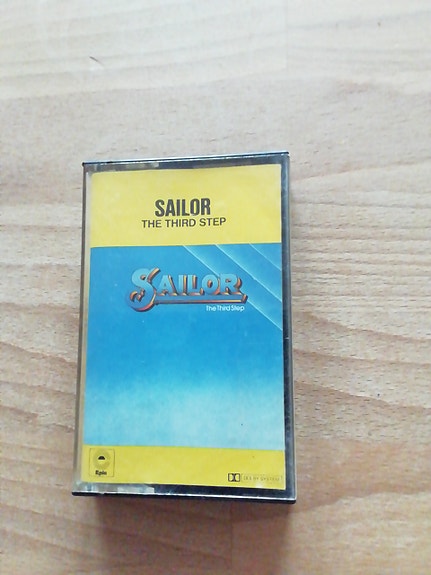 SAILOR
THE THIRD STEP
SAILOR
The Third Step
Epic
DOLBY SYSTEM